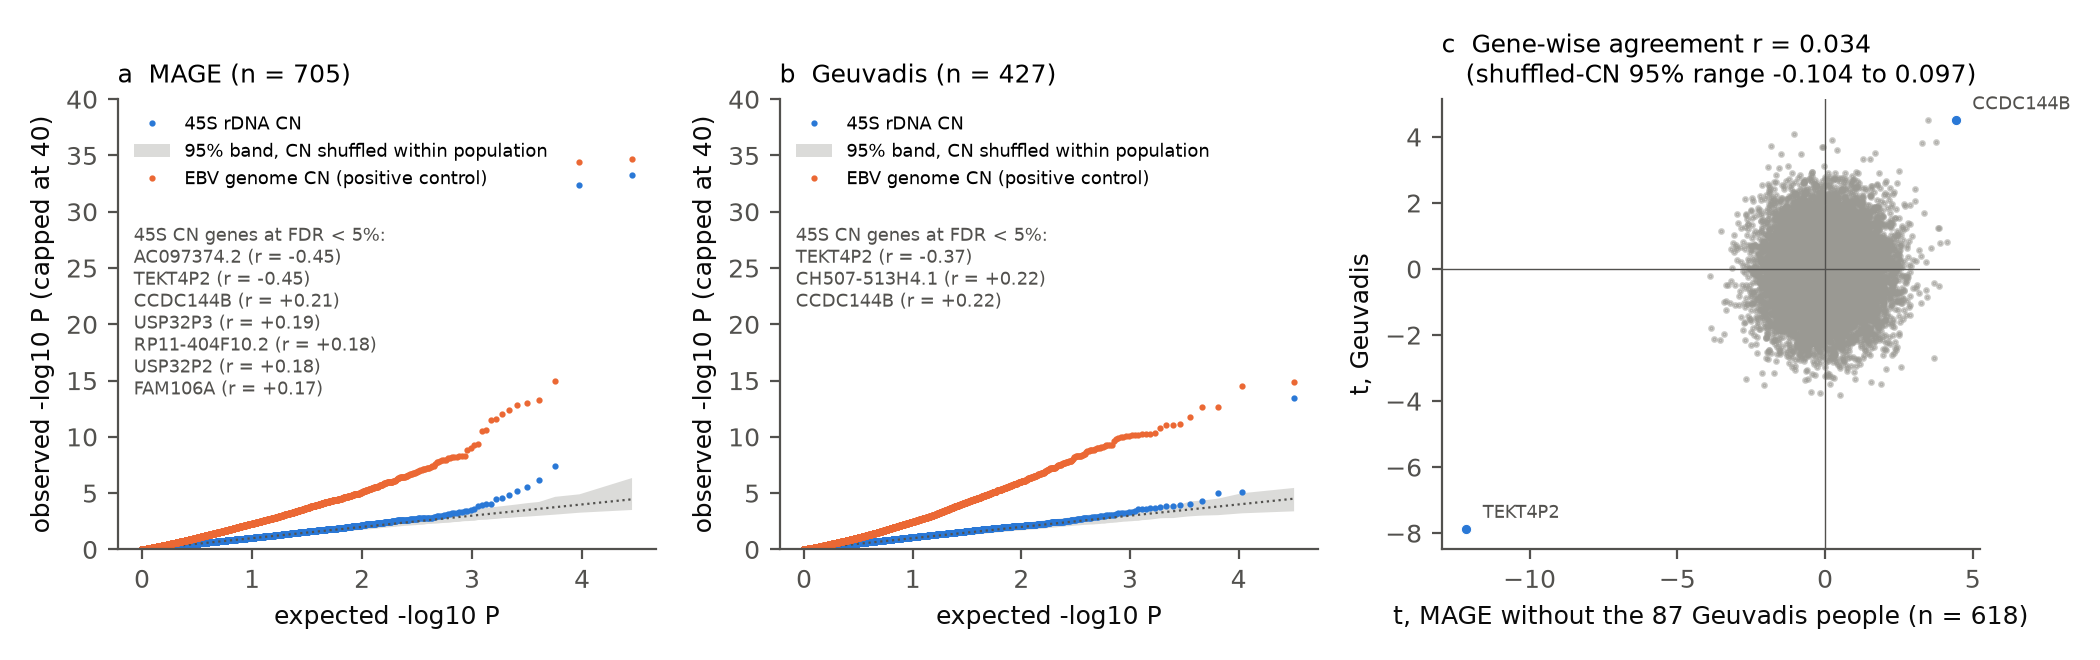 a  MAGE (n = 705)
observed -log10 P (capped at 40)
40
35
30
25
20
15
10
5
0
45S rDNA CN
95% band, CN shuffled within population
EBV genome CN (positive control)
45S CN genes at FDR < 5%:
AC097374.2 (r = -0.45)
TEKT4P2 (r = -0.45)
CCDC144B (r = +0.21)
USP32P3 (r = +0.19)
RP11-404F10.2 (r = +0.18)
USP32P2 (r = +0.18)
FAM106A (r = +0.17)
0 1 2 3 4
expected -log10 P
b  Geuvadis (n = 427)
observed -log10 P (capped at 40)
40
35
30
25
20
15
10
5
0
45S rDNA CN
95% band, CN shuffled within population
EBV genome CN (positive control)
45S CN genes at FDR < 5%:
TEKT4P2 (r = -0.37)
CH507-513H4.1 (r = +0.22)
CCDC144B (r = +0.22)
0 1 2 3 4
expected -log10 P
c  Gene-wise agreement r = 0.034
(shuffled-CN 95% range -0.104 to 0.097)
CCDC144B
t, Geuvadis
4
2
0
−2
−4
−6
−8
TEKT4P2
−10 −5 0 5
t, MAGE without the 87 Geuvadis people (n = 618)